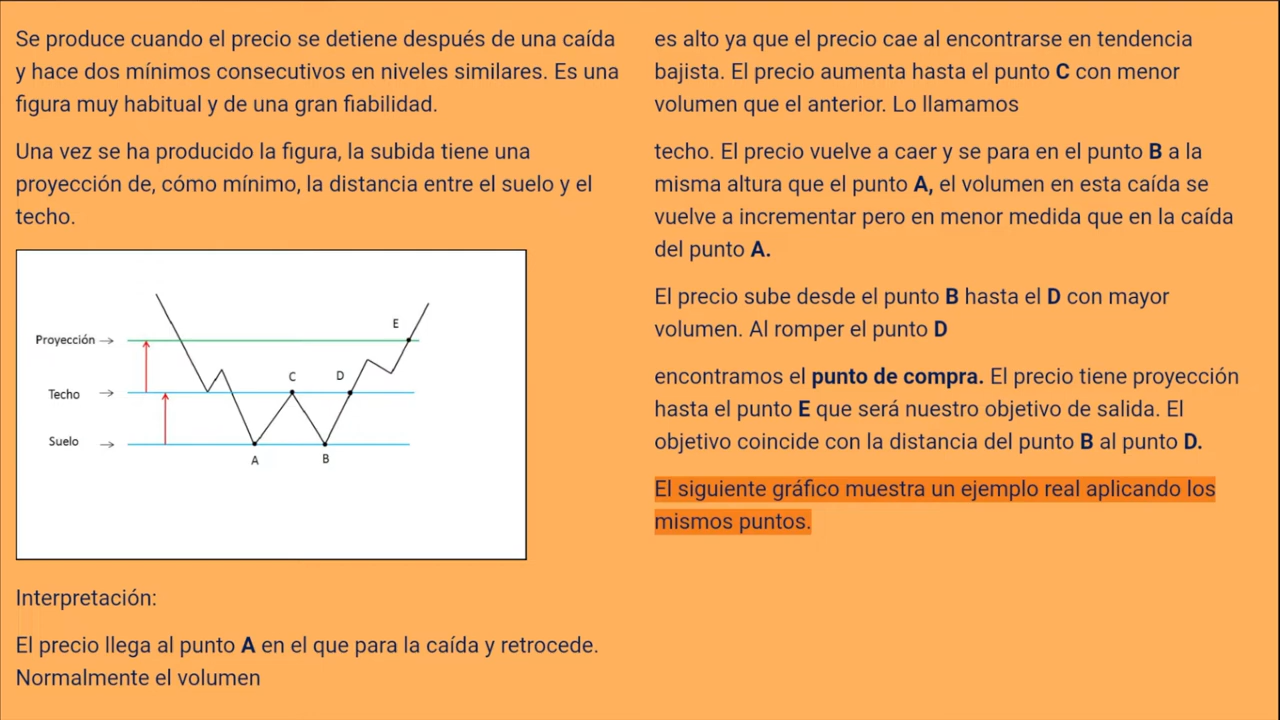 Se produce cuando el precio se detiene después de una caída
y hace dos mínimos consecutivos en niveles similares. Es una
figura muy habitual y de una gran fiabilidad.
Una vez se ha producido la figura, la subida tiene una
proyección de, cómo mínimo, la distancia entre el suelo y el
techo.
E
Proyección
C
D
Techo
Suelo
A
B
Interpretación:
El precio llega al punto A en el que para la caída y retrocede.
Normalmente el volumen
es alto ya que el precio cae al encontrarse en tendencia
bajista. El precio aumenta hasta el punto C con menor
volumen que el anterior. Lo llamamos
techo. El precio vuelve a caer y se para en el punto B a la
misma altura que el punto A, el volumen en esta caída se
vuelve a incrementar pero en menor medida que en la caída
del punto A.
El precio sube desde el punto B hasta el D con mayor
volumen. Al romper el punto D
encontramos el punto de compra. El precio tiene proyección
hasta el punto E que será nuestro objetivo de salida. El
objetivo coincide con la distancia del punto B al punto D.
El siguiente gráfico muestra un ejemplo real aplicando los
mismos puntos.